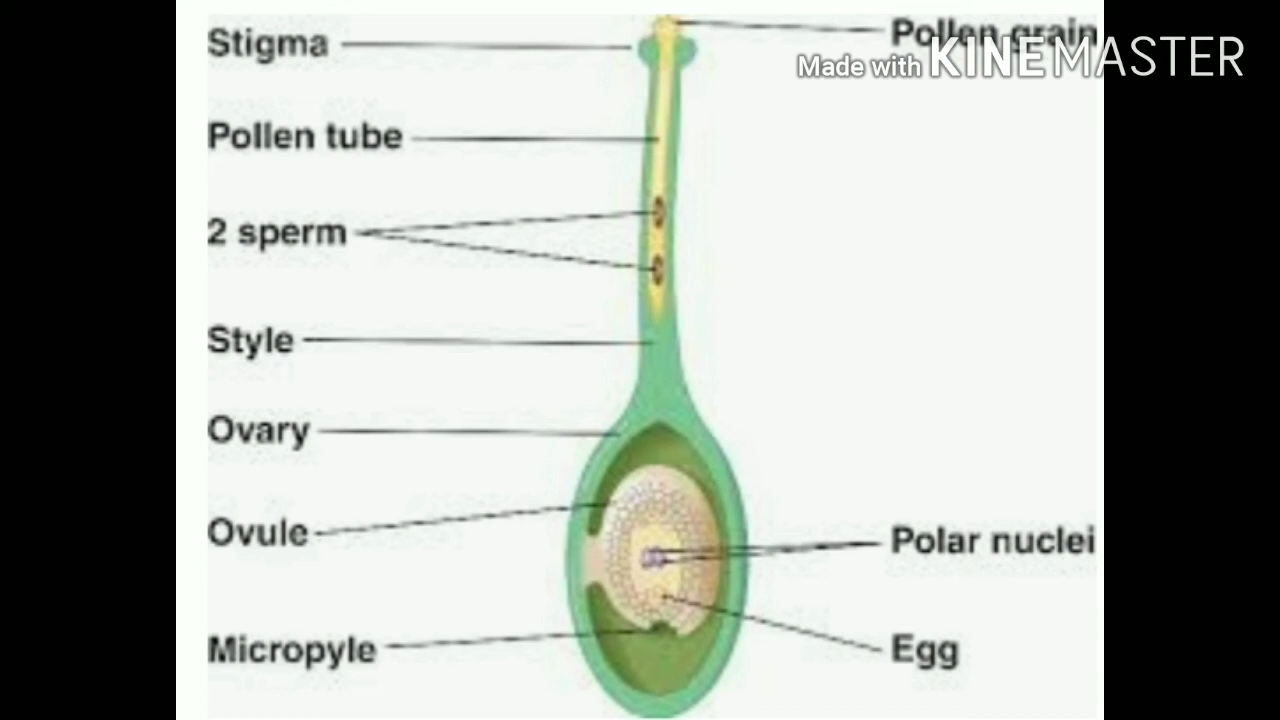 Stigma
Pollen grain
Made with KINEMASTER
Pollen tube
2 sperm
Style
Ovary
Ovule
Polar nuclei
Micropyle
Egg